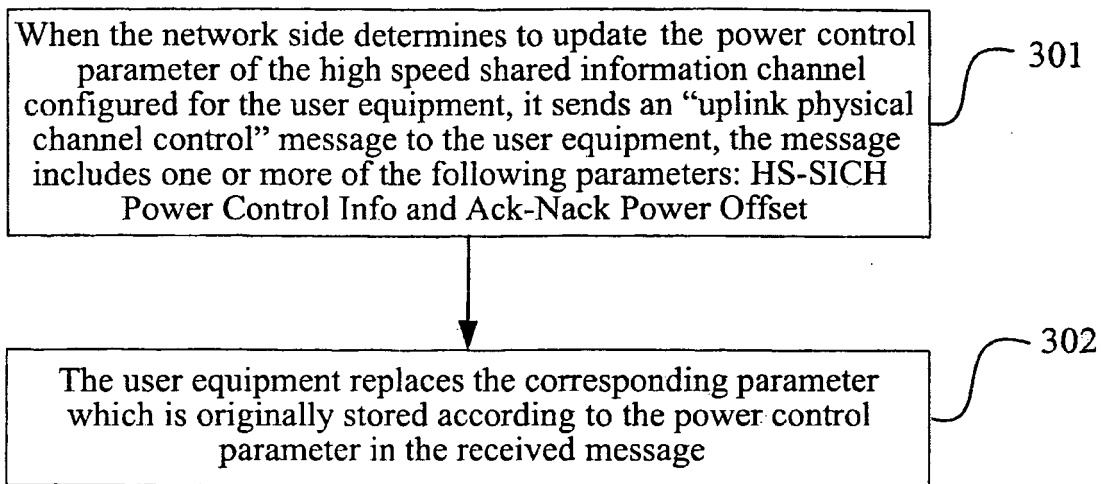 When the network side determines to update the power control
parameter of the high speed shared information channel
configured for the user equipment, it sends an “uplink physical
channel control” message to the user equipment, the message
includes one or more of the following parameters: HS-SICH
Power Control Info and Ack-Nack Power Offset
301
The user equipment replaces the corresponding parameter
which is originally stored according to the power control
parameter in the received message
302